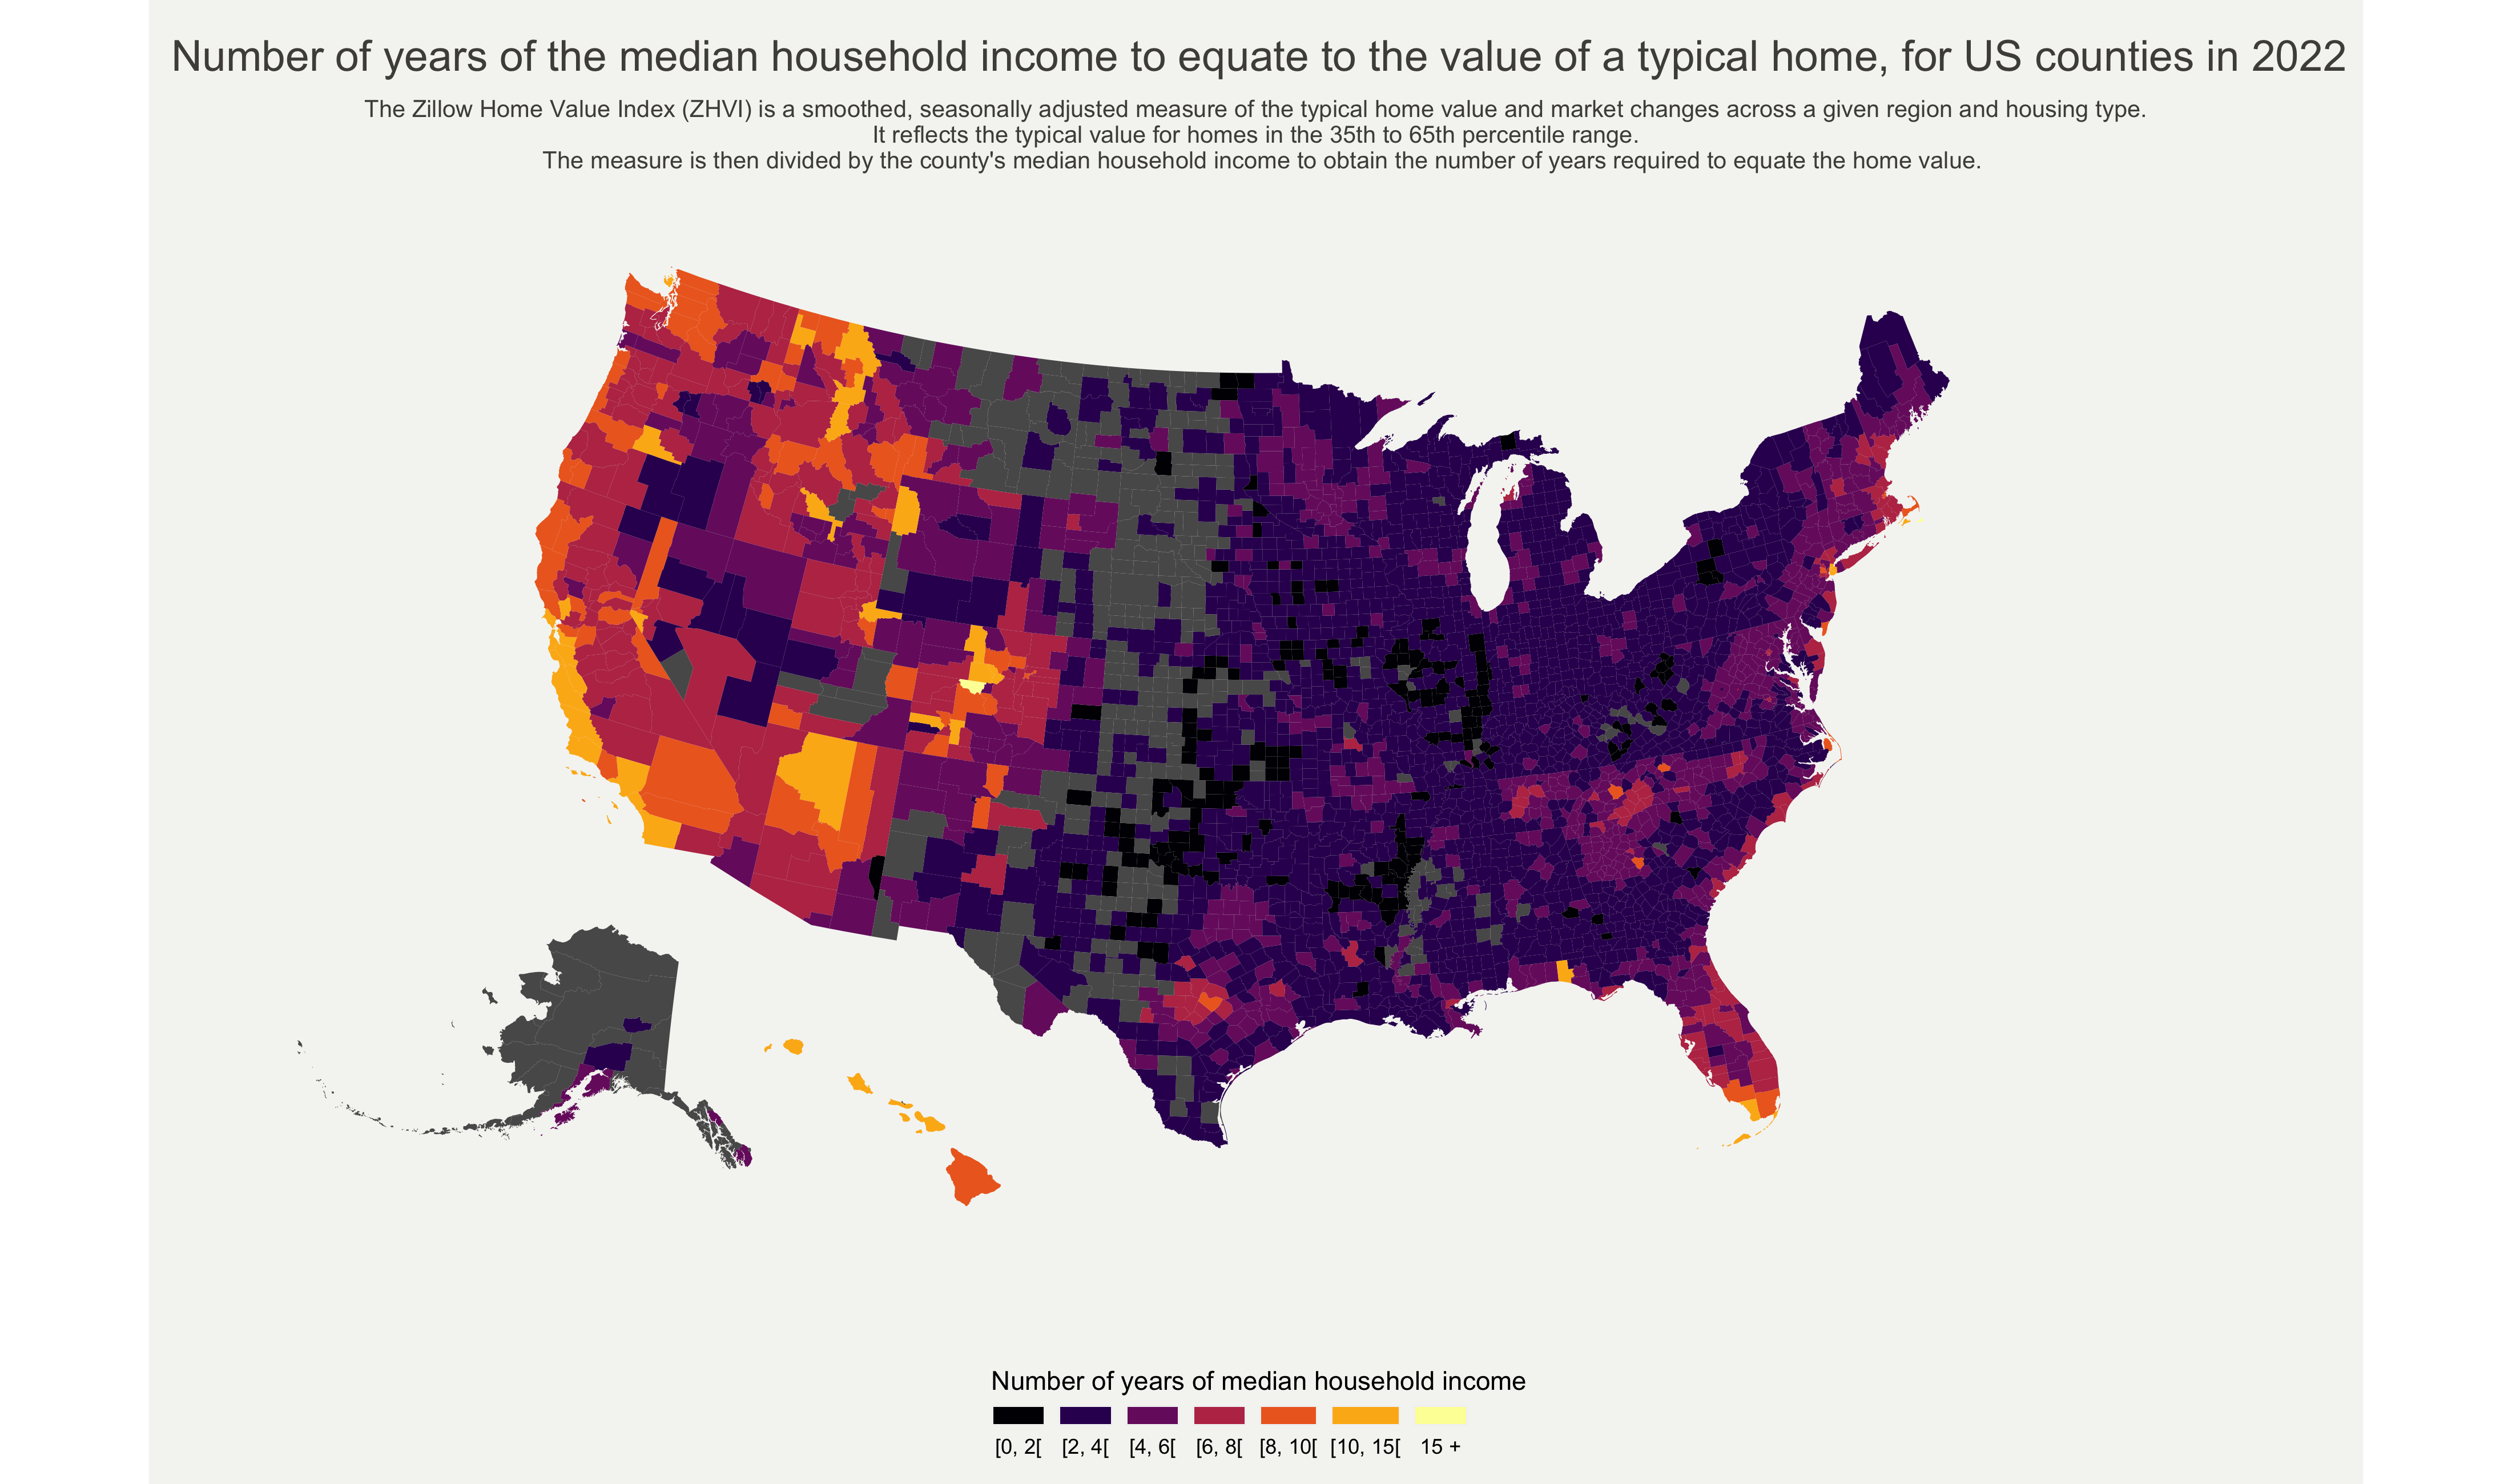 Number of years of the median household income to equate to the value of a typical home, for US counties in 2022
The Zillow Home Value Index (ZHVI) is a smoothed, seasonally adjusted measure of the typical home value and market changes across a given region and housing type.
It reflects the typical value for homes in the 35th to 65th percentile range.
The measure is then divided by the county's median household income to obtain the number of years required to equate the home value.
Number of years of median household income
[0, 2[ [2, 4[ [4, 6[ [6, 8[ [8, 10[ [10, 15[ 15 +